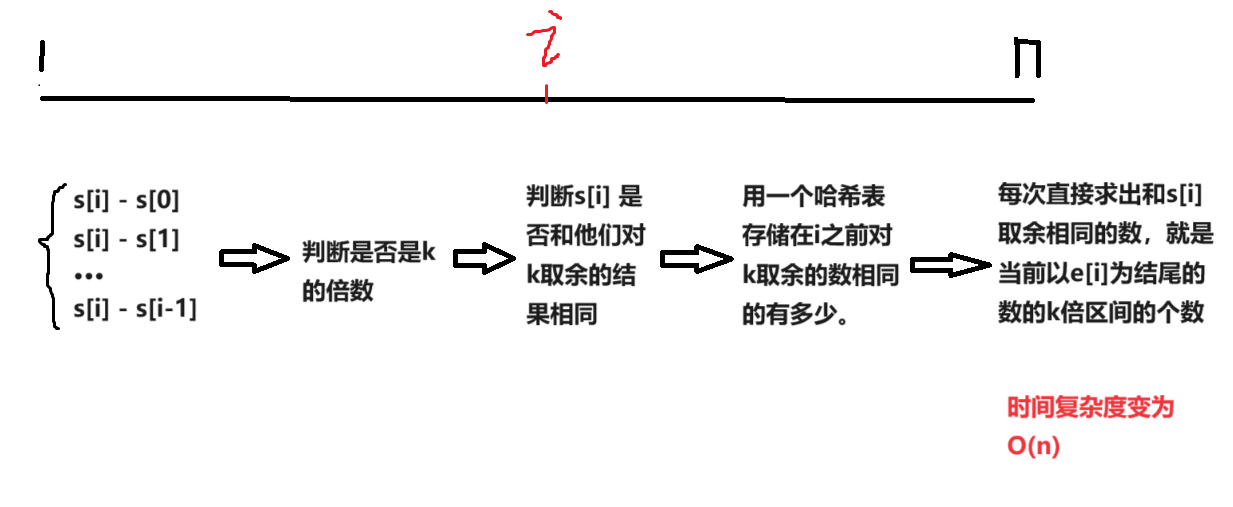 1
i
n
s[i] - s[0]
s[i] - s[1]
...
s[i] - s[i-1]
判断是否是k
的倍数
判断s[i] 是
否和他们对
k取余的结
果相同
用一个哈希表
存储在i之前对
k取余的数相同
的有多少。
每次直接求出和s[i]
取余相同的数，就是
当前以e[i]为结尾的
数的k倍区间的个数
时间复杂度变为
O(n)